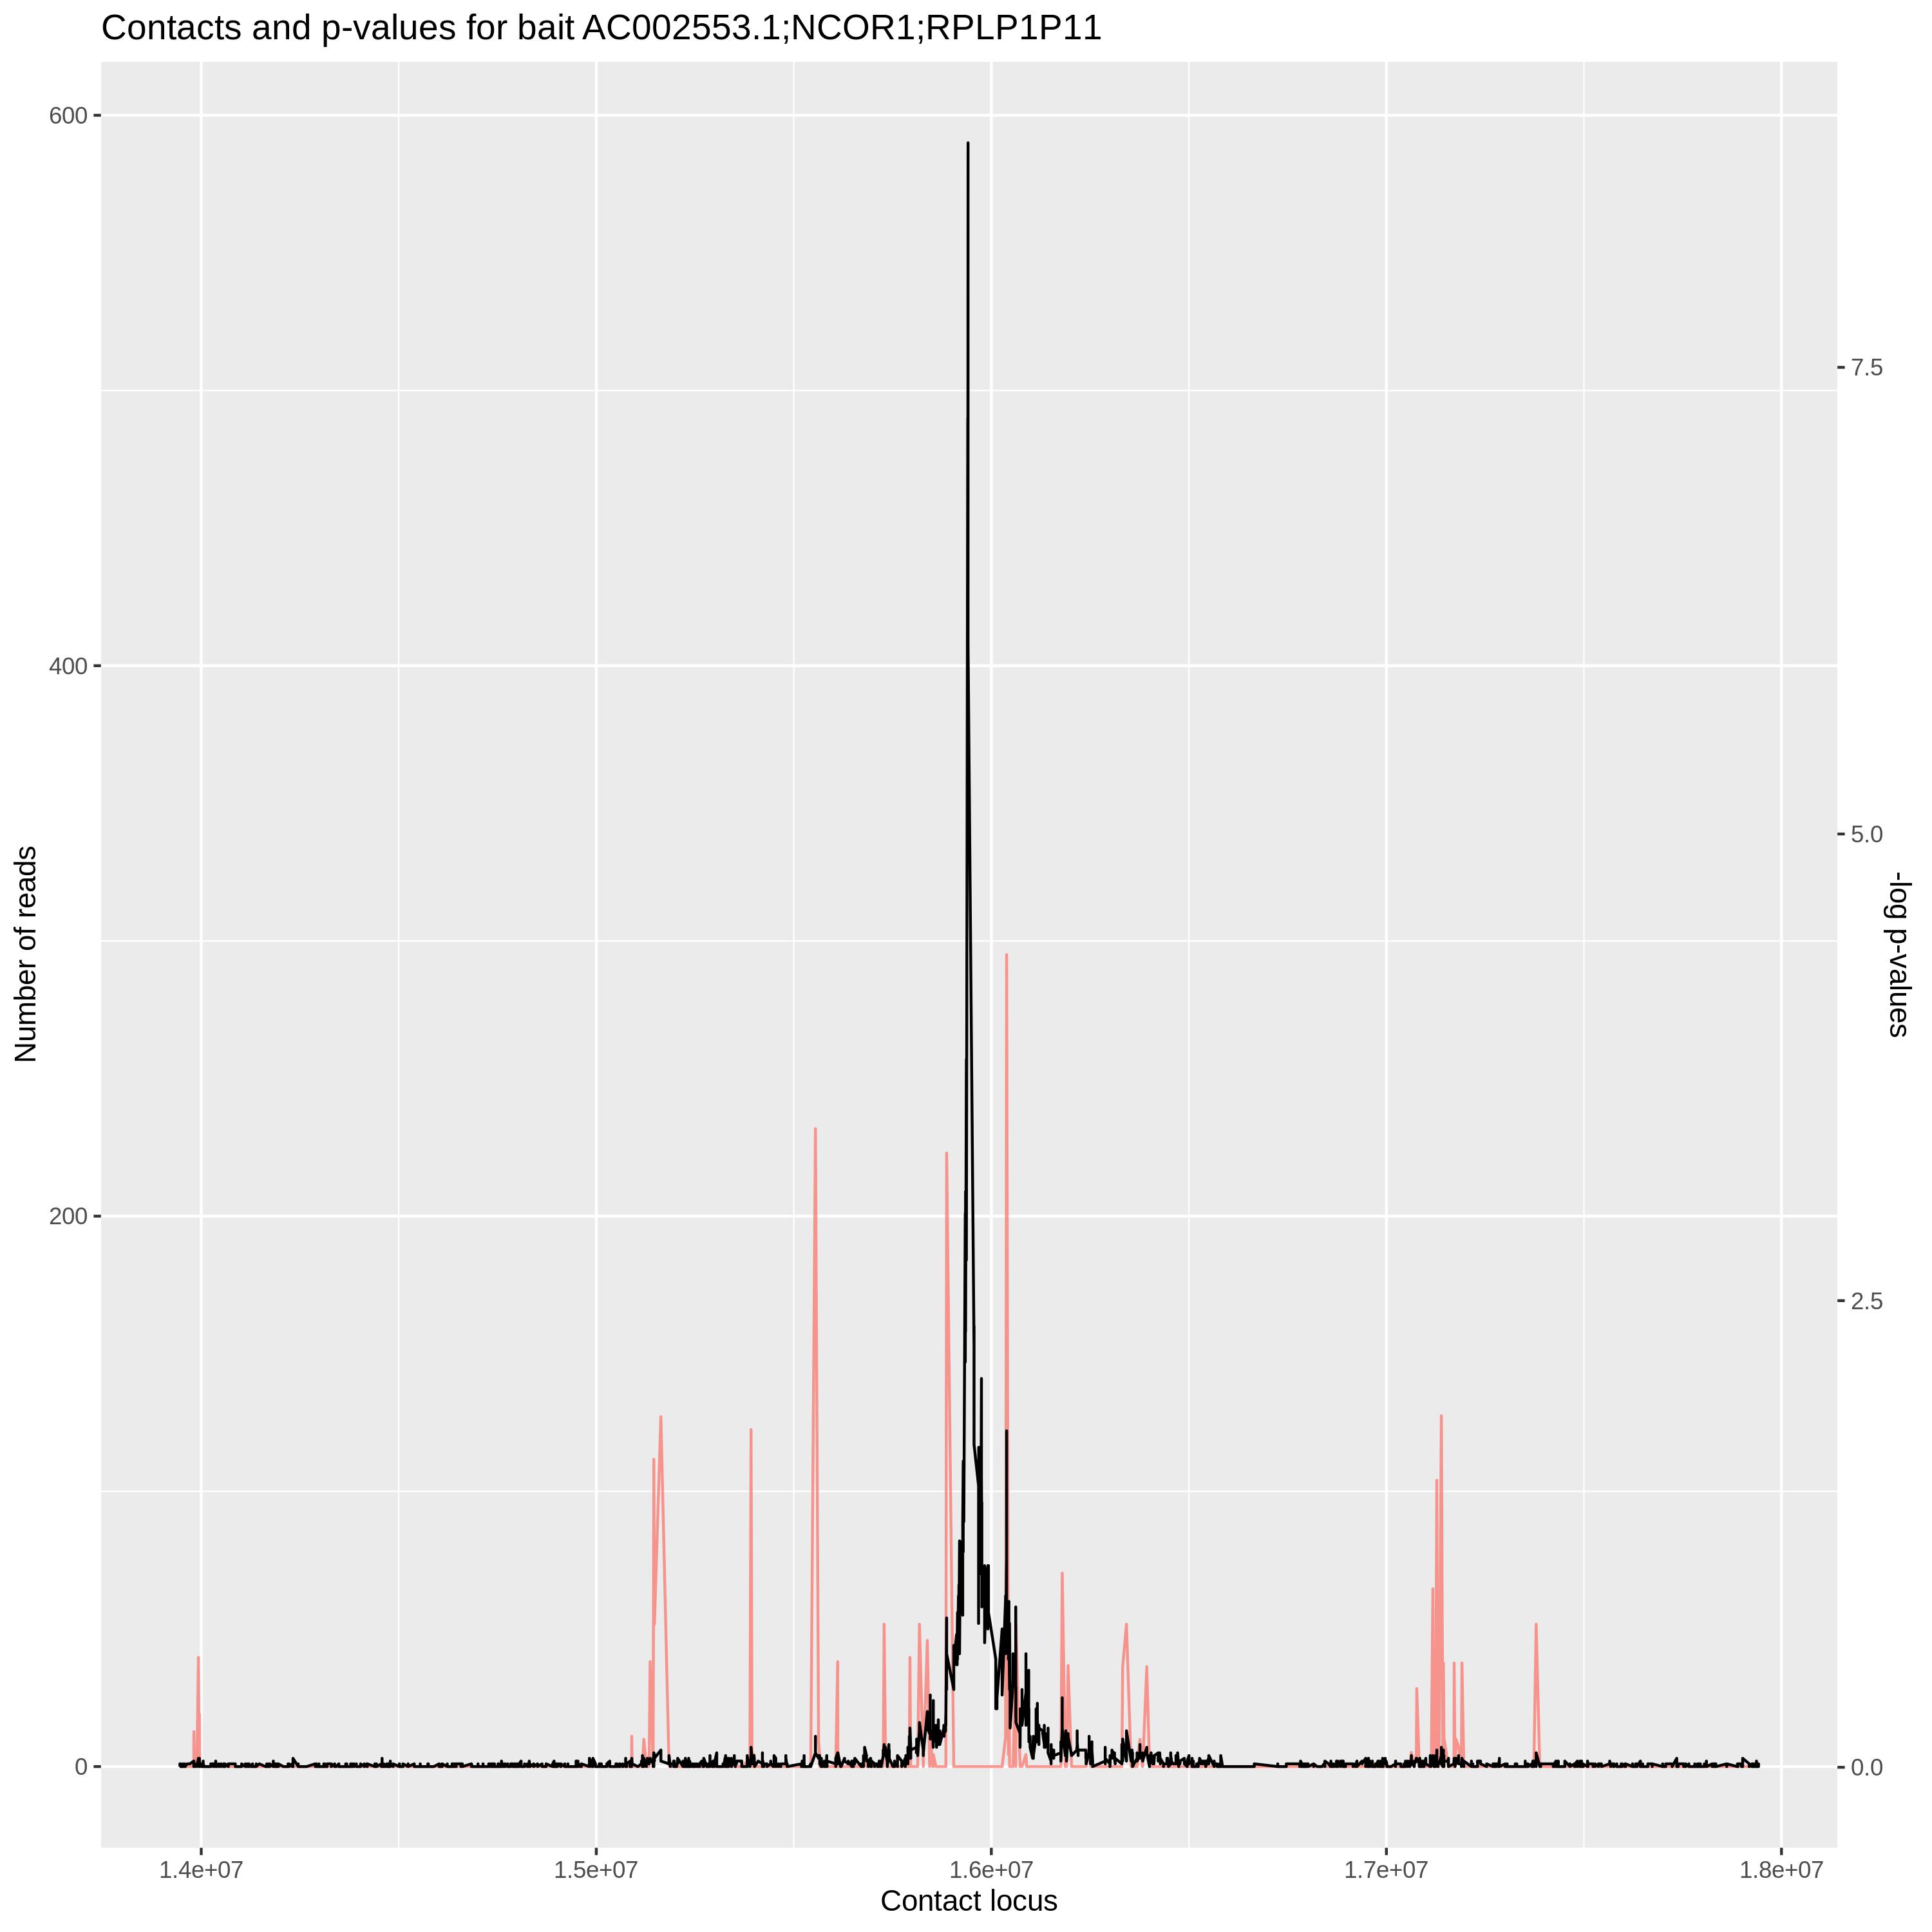 Contacts and p-values for bait AC002553.1;NCOR1;RPLP1P11
600
400
200
0
Number of reads
7.5
5.0
2.5
0.0
-log p-values
1.4e+07
1.5e+07
1.6e+07
1.7e+07
1.8e+07
Contact locus